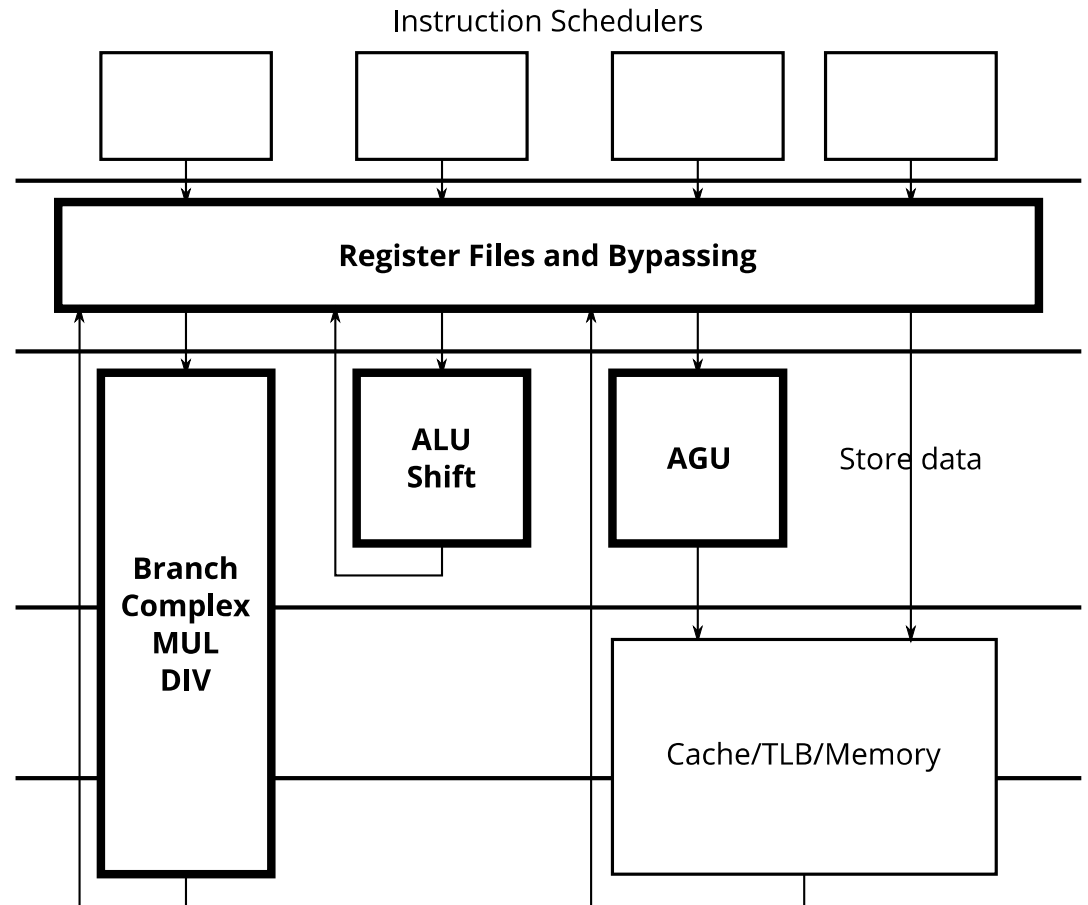 Instruction Schedulers
Register Files and Bypassing
ALU
Shift
AGU
Store data
Branch
Complex
MUL
DIV
Cache/TLB/Memory